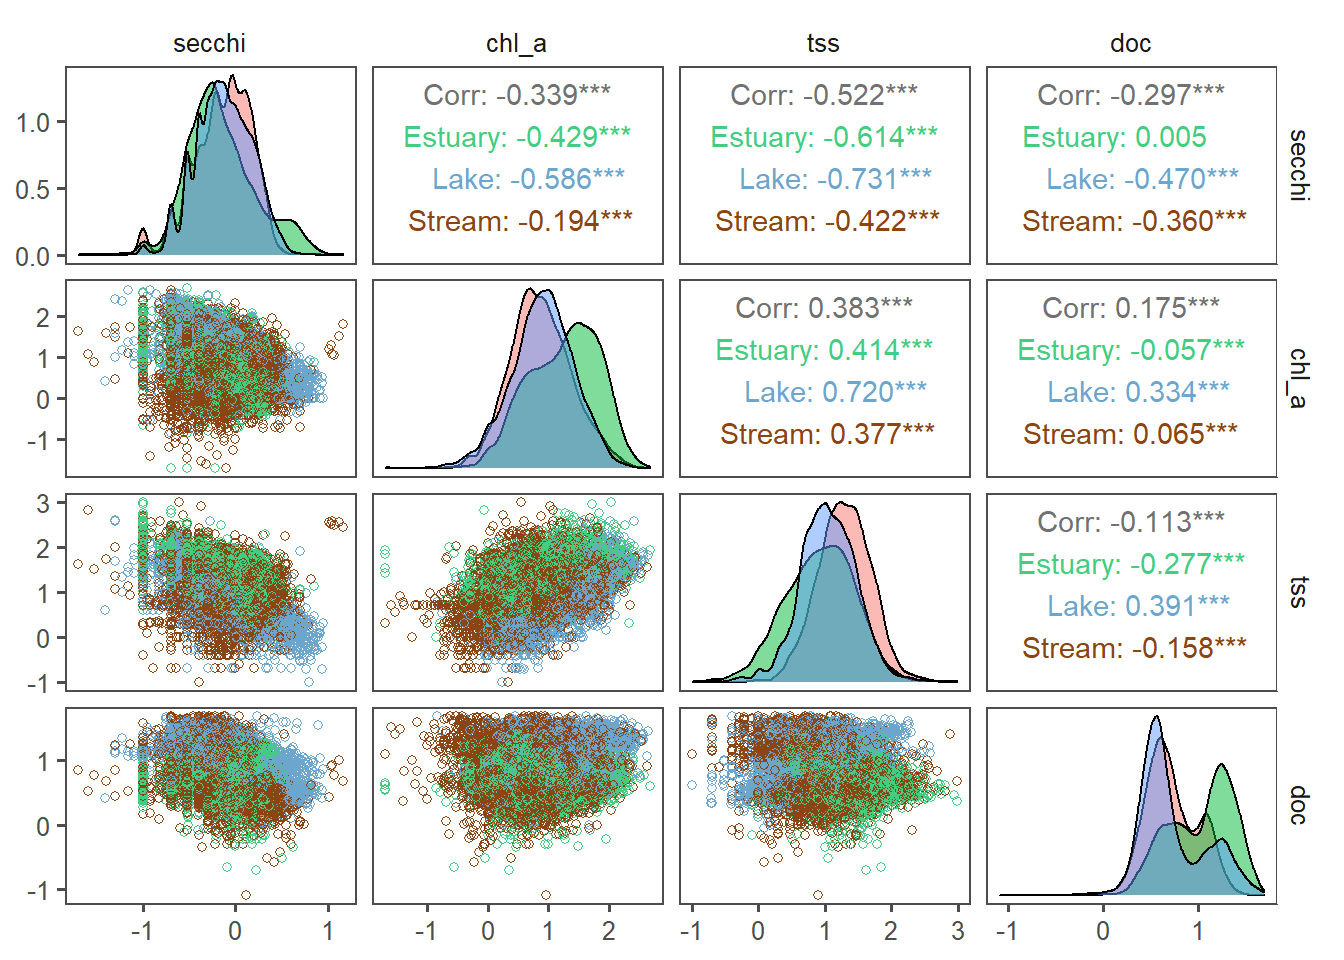 secchi chl_a tss doc
1.0
0.5
0.0
Corr: -0.339***
Estuary: -0.429***
Lake: -0.586***
Stream: -0.194***
Corr: -0.522***
Estuary: -0.614***
Lake: -0.731***
Stream: -0.422***
Corr: -0.297***
Estuary: 0.005
Lake: -0.470***
Stream: -0.360***
secchi
2
1
0
-1
Corr: 0.383***
Estuary: 0.414***
Lake: 0.720***
Stream: 0.377***
Corr: 0.175***
Estuary: -0.057***
Lake: 0.334***
Stream: 0.065***
chl_a
3
2
1
0
-1
Corr: -0.113***
Estuary: -0.277***
Lake: 0.391***
Stream: -0.158***
tss
1
0
-1
doc
-1 0 1 -1 0 1 2 -1 0 1 2 3 -1 0 1